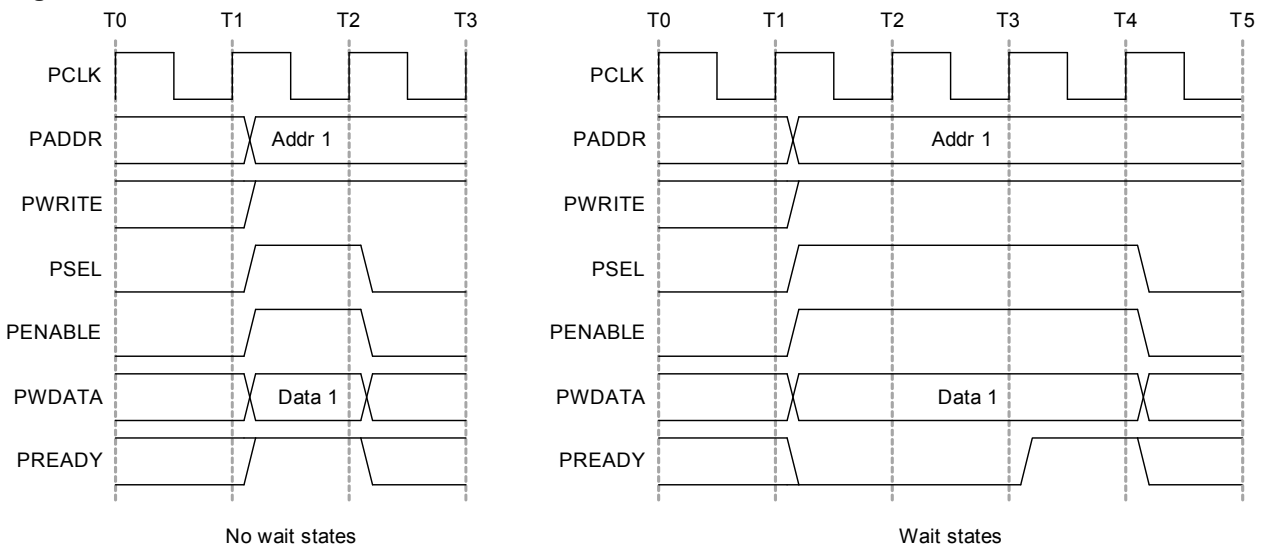 T0 T1 T2 T3 T0 T1 T2 T3 T4 T5
PCLK PCLK
PADDR Addr 1 PADDR Addr 1
PWRITE PWRITE
PSEL PSEL
PENABLE PENABLE
PWDATA Data 1 PWDATA Data 1
PREADY PREADY
No wait states Wait states